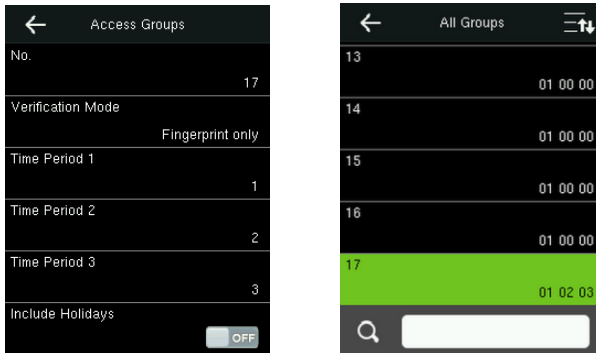 Access Groups
No.
17
Verification Mode
Fingerprint only
Time Period 1
1
Time Period 2
2
Time Period 3
3
Include Holidays
OFF
All Groups
13
01 00 00
14
01 00 00
15
01 00 00
16
01 00 00
17
01 02 03